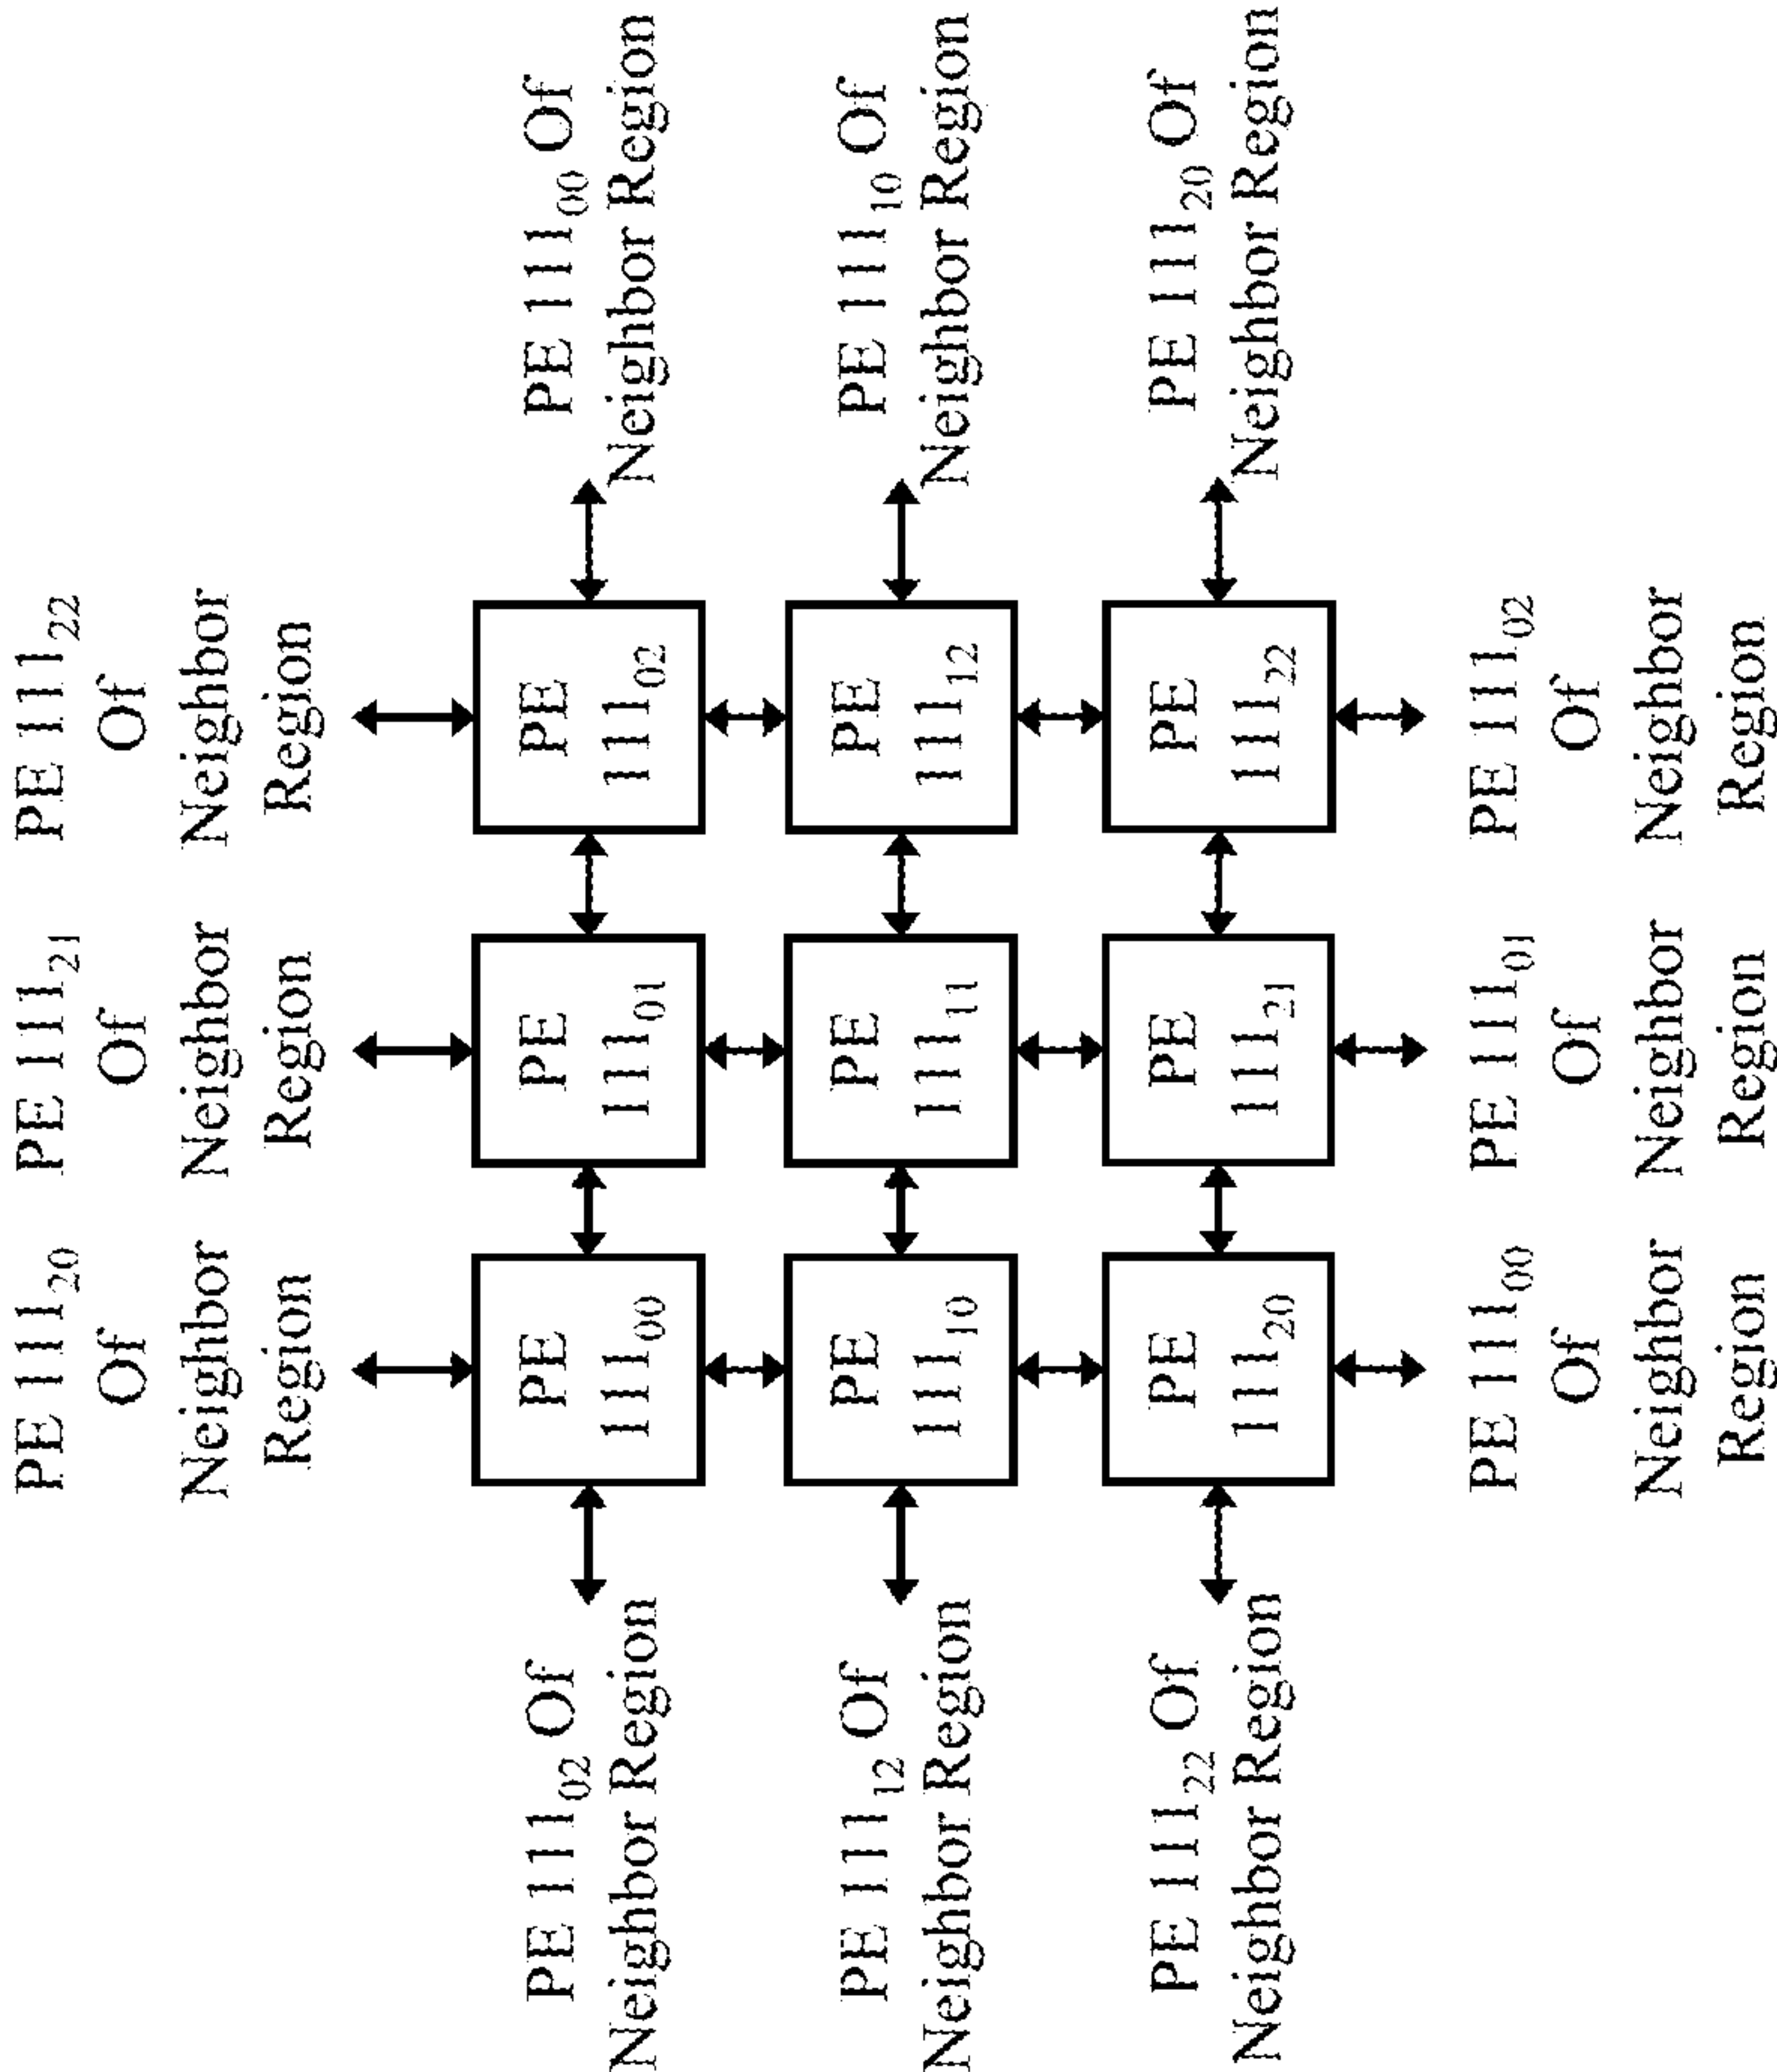 PE 111₂₀
Of
Neighbor
Region
PE 111₂₁
Of
Neighbor
Region
PE 111₂₂
Of
Neighbor
Region
PE 111₀₂ Of
Neighbor Region
PE
111₀₀
PE
111₀₁
PE
111₀₂
PE 111₀₀ Of
Neighbor Region
PE 111₁₂ Of
Neighbor Region
PE
111₁₀
PE
111₁₁
PE
111₁₂
PE 111₁₀ Of
Neighbor Region
PE 111₂₂ Of
Neighbor Region
PE
111₂₀
PE
111₂₁
PE
111₂₂
PE 111₂₀ Of
Neighbor Region
PE 111₀₀
Of
Neighbor
Region
PE 111₀₁
Of
Neighbor
Region
PE 111₀₂
Of
Neighbor
Region